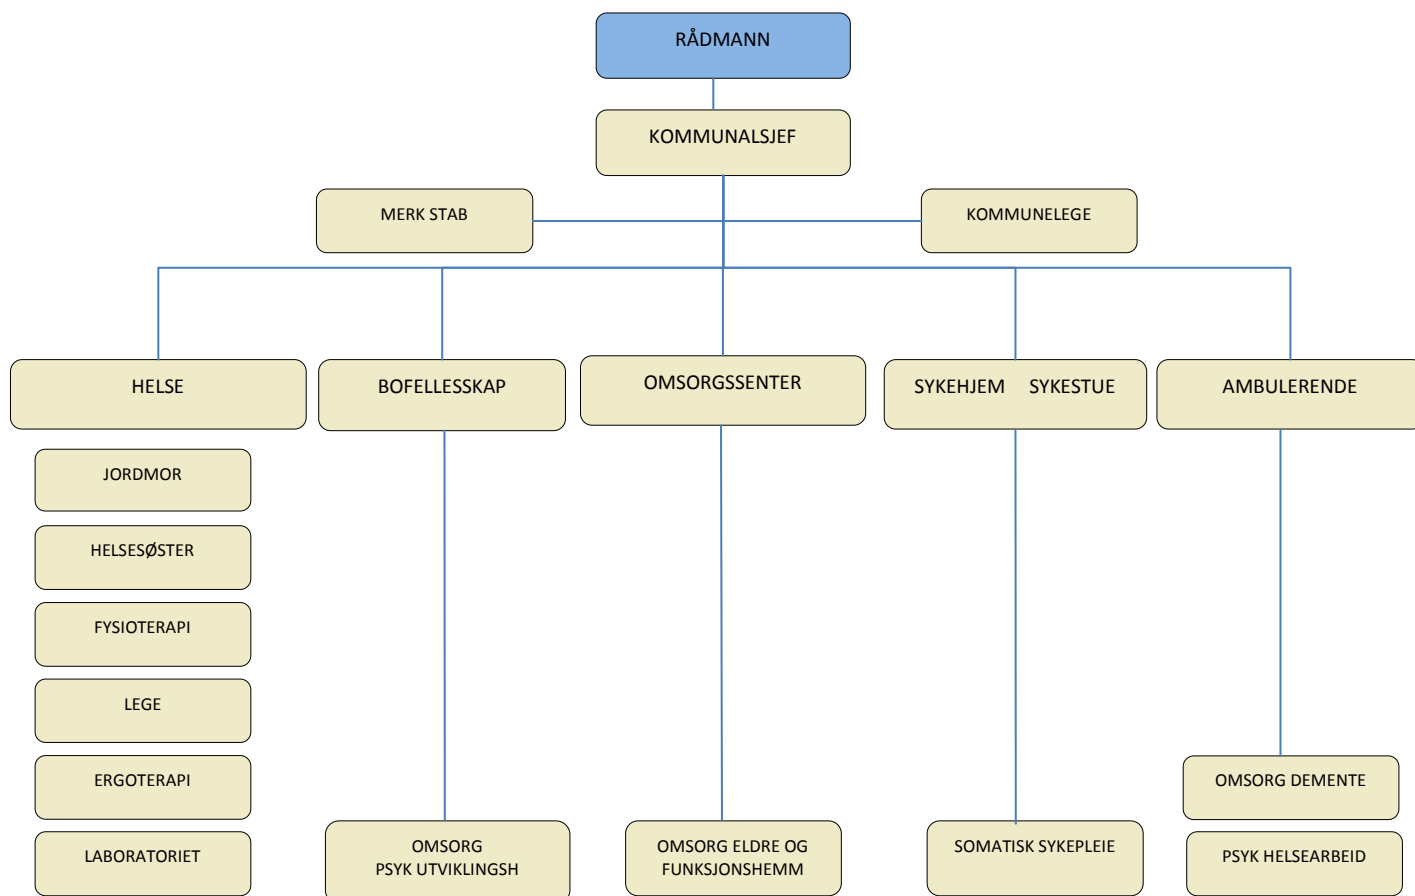 RÅDMANN
KOMMUNALSJEF
MERK STAB
KOMMUNELEGE
HELSE
BOFELLESSKAP
OMSORGSSENTER
SYKEHJEM SYKESTUE
AMBULERENDE
JORDMOR
HELSESØSTER
FYSIOTERAPI
LEGE
ERGOTERAPI
LABORATORIET
OMSORG
PSYK UTVIKLINGSH
OMSORG ELDRE OG
FUNKSJONSHEMM
SOMATISK SYKEPLEIE
OMSORG DEMENTE
PSYK HELSEARBEID